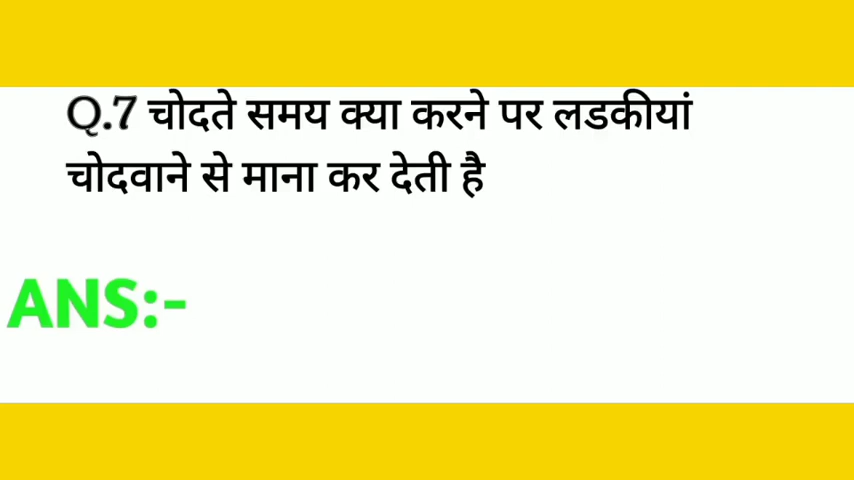 Q.7 चोदते समय क्या करने पर लडकीयां
चोदवाने से माना कर देती है
ANS:-